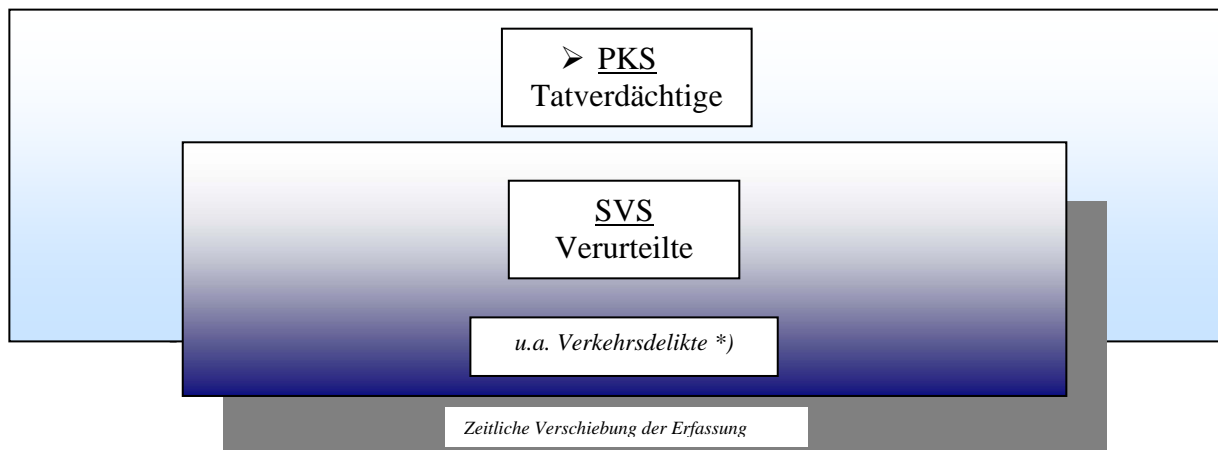 ➢ PKS
Tatverdächtige
SVS
Verurteilte
u.a. Verkehrsdelikte *)
Zeitliche Verschiebung der Erfassung